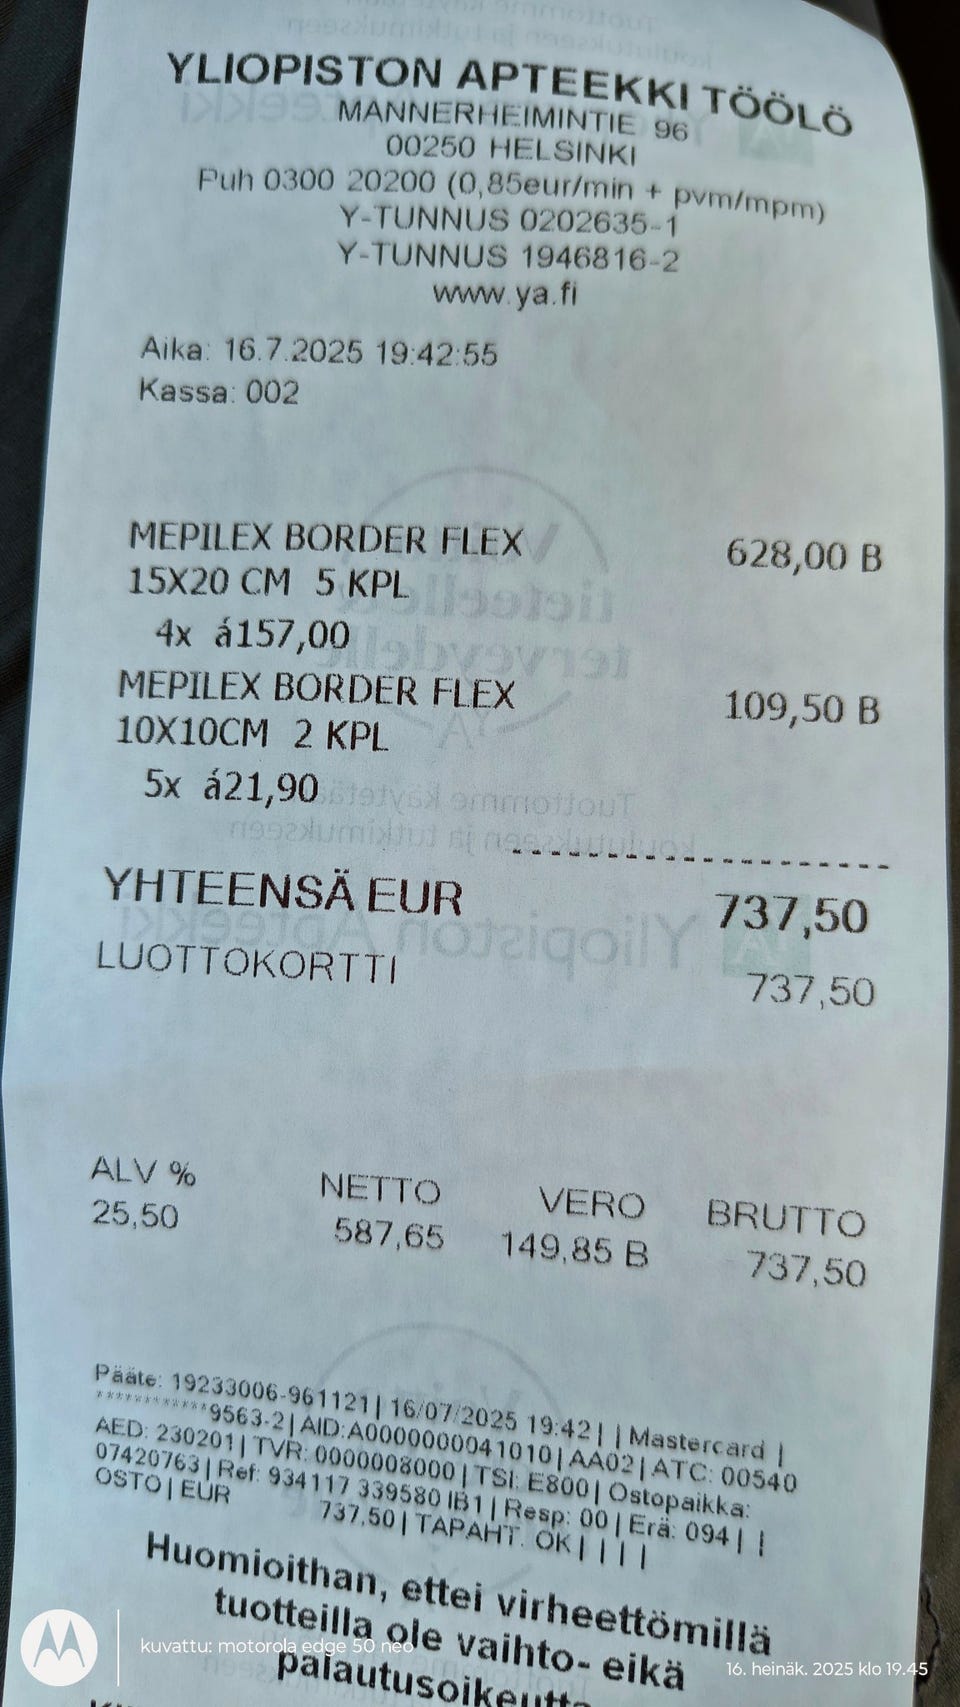 YLIOPISTON APTEEKKI TÖÖLÖ
MANNERHEIMINTIE 96
00250 HELSINKI
Puh 0300 20200 (0,85eur/min + pvm/mpm)
Y-TUNNUS 0202635-1
Y-TUNNUS 1946816-2
www.ya.fi
Aika: 16.7.2025 19:42:55
Kassa: 002
MEPILEX BORDER FLEX 628,00 B
15X20 CM 5 KPL
4x á157,00
MEPILEX BORDER FLEX 109,50 B
10X10CM 2 KPL
5x á21,90
YHTEENSÄ EUR 737,50
LUOTTOKORTTI 737,50
ALV % NETTO VERO BRUTTO
25,50 587,65 149,85 B 737,50
Pääte: 19233006-961121| 16/07/2025 19:42| | Mastercard |
************9563-2| AID:A0000000041010| AA02| ATC: 00540
AED: 230201| TVR: 0000008000| TSI: E800| Ostopaikka:
07420763| Ref: 934117 339580 IB1| Resp: 00| Erä: 094| |
OSTO| EUR 737,50| TAPAHT. OK| | | |
Huomioithan, ettei virheettömillä
tuotteilla ole vaihto- eikä
palautusoikeutta
kuvattu: motorola edge 50 neo
16. heinäk. 2025 klo 19.45